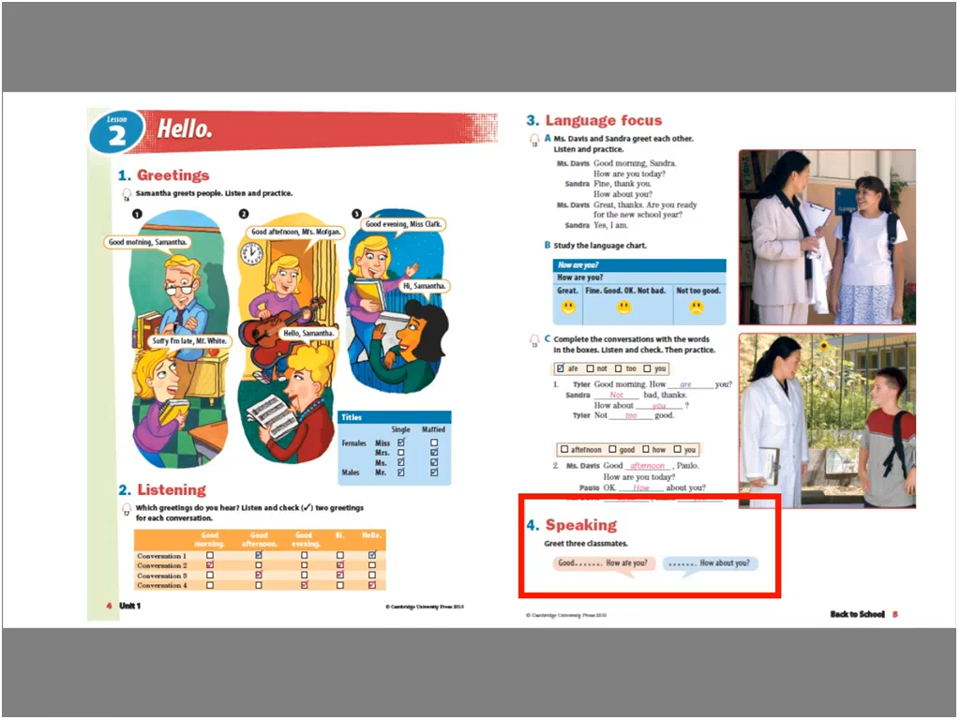 Lesson
2
Hello.
1. Greetings
16
Samantha greets people. Listen and practice.
1
2
3
Good morning, Samantha.
Good afternoon, Mrs. Morgan.
Good evening, Miss Clark.
Hi, Samantha.
Sorry I'm late, Mr. White.
Hello, Samantha.
Titles
Single Married
Females Miss
Mrs.
Ms.
Males Mr.
2. Listening
17
Which greetings do you hear? Listen and check (✓) two greetings
for each conversation.
Good morning. Good afternoon. Good evening. Hi. Hello.
Conversation 1
Conversation 2
Conversation 3
Conversation 4
4 Unit 1
© Cambridge University Press 2015
3. Language focus
18
A Ms. Davis and Sandra greet each other.
Listen and practice.
Ms. Davis Good morning, Sandra.
How are you today?
Sandra Fine, thank you.
How about you?
Ms. Davis Great, thanks. Are you ready
for the new school year?
Sandra Yes, I am.
B Study the language chart.
How are you?
How are you?
Great. Fine. Good. OK. Not bad. Not too good.
C Complete the conversations with the words
in the boxes. Listen and check. Then practice.
are not too you
1. Tyler Good morning. How are you?
Sandra Not bad, thanks.
How about you ?
Tyler Not too good.
afternoon good how you
2. Ms. Davis Good afternoon , Paulo.
How are you today?
Paulo OK. How about you?
4. Speaking
Greet three classmates.
Good...... How are you?
...... How about you?
© Cambridge University Press 2015
Back to School 5